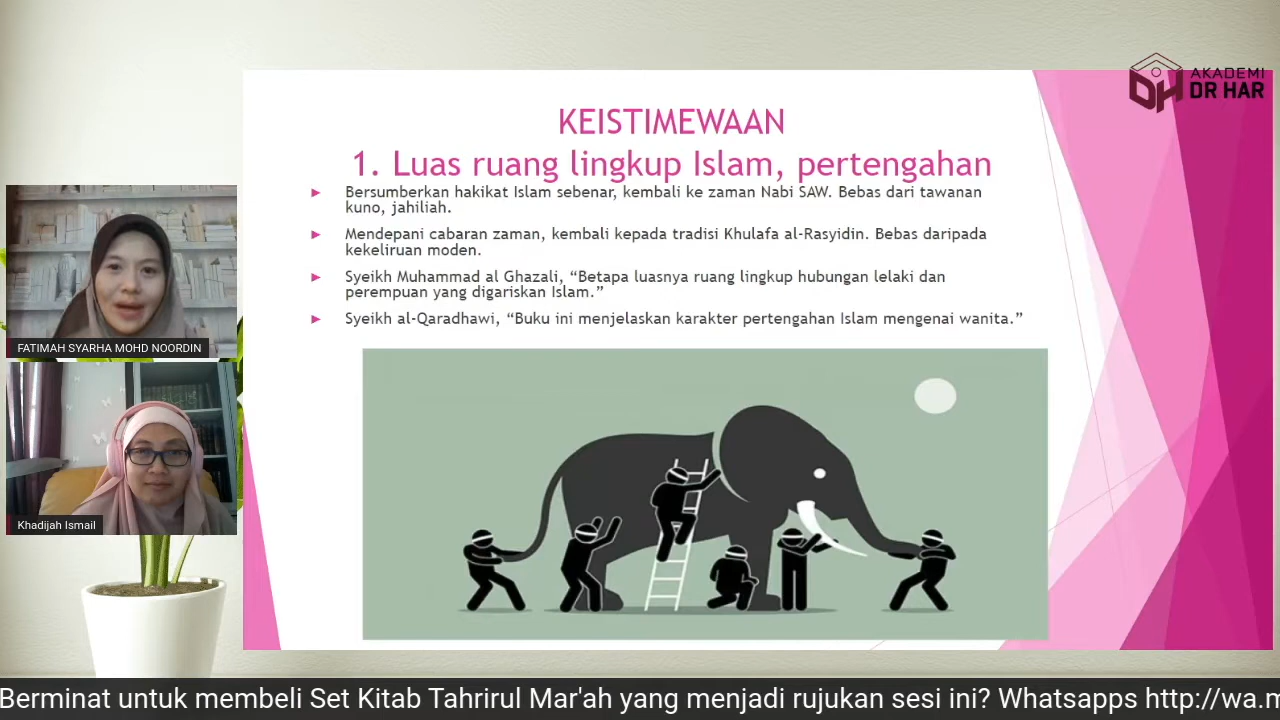 AKADEMI
DR HAR
KEISTIMEWAAN
1. Luas ruang lingkup Islam, pertengahan
Bersumberkan hakikat Islam sebenar, kembali ke zaman Nabi SAW. Bebas dari tawanan
kuno, jahiliah.
Mendepani cabaran zaman, kembali kepada tradisi Khulafa al-Rasyidin. Bebas daripada
kekeliruan moden.
Syeikh Muhammad al Ghazali, “Betapa luasnya ruang lingkup hubungan lelaki dan
perempuan yang digariskan Islam.”
Syeikh al-Qaradhawi, “Buku ini menjelaskan karakter pertengahan Islam mengenai wanita.”
FATIMAH SYARHA MOHD NOORDIN
Khadijah Ismail
Berminat untuk membeli Set Kitab Tahrirul Mar'ah yang menjadi rujukan sesi ini? Whatsapps http://wa.m